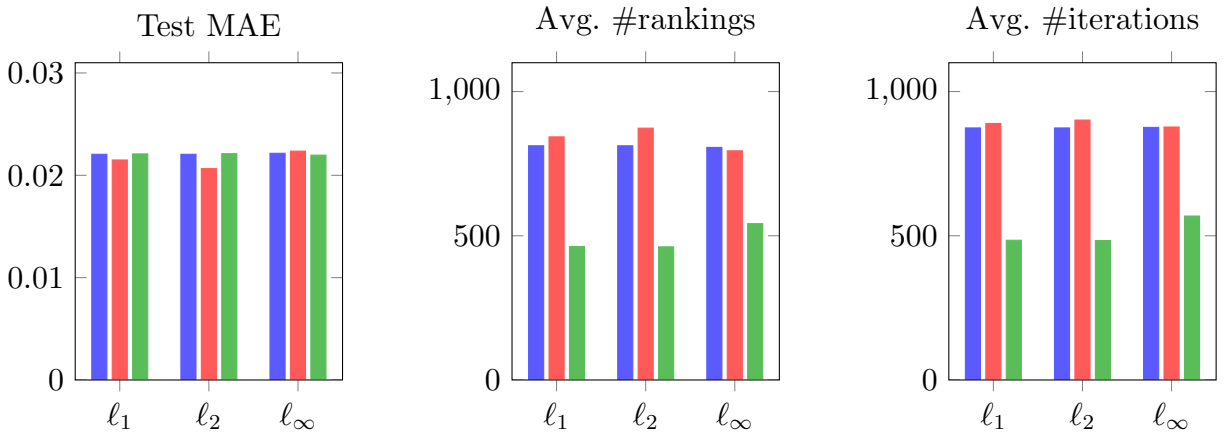 Test MAE
0.03
0.02
0.01
0
ℓ₁ ℓ₂ ℓ∞
Avg. #rankings
1,000
500
0
ℓ₁ ℓ₂ ℓ∞
Avg. #iterations
1,000
500
0
ℓ₁ ℓ₂ ℓ∞